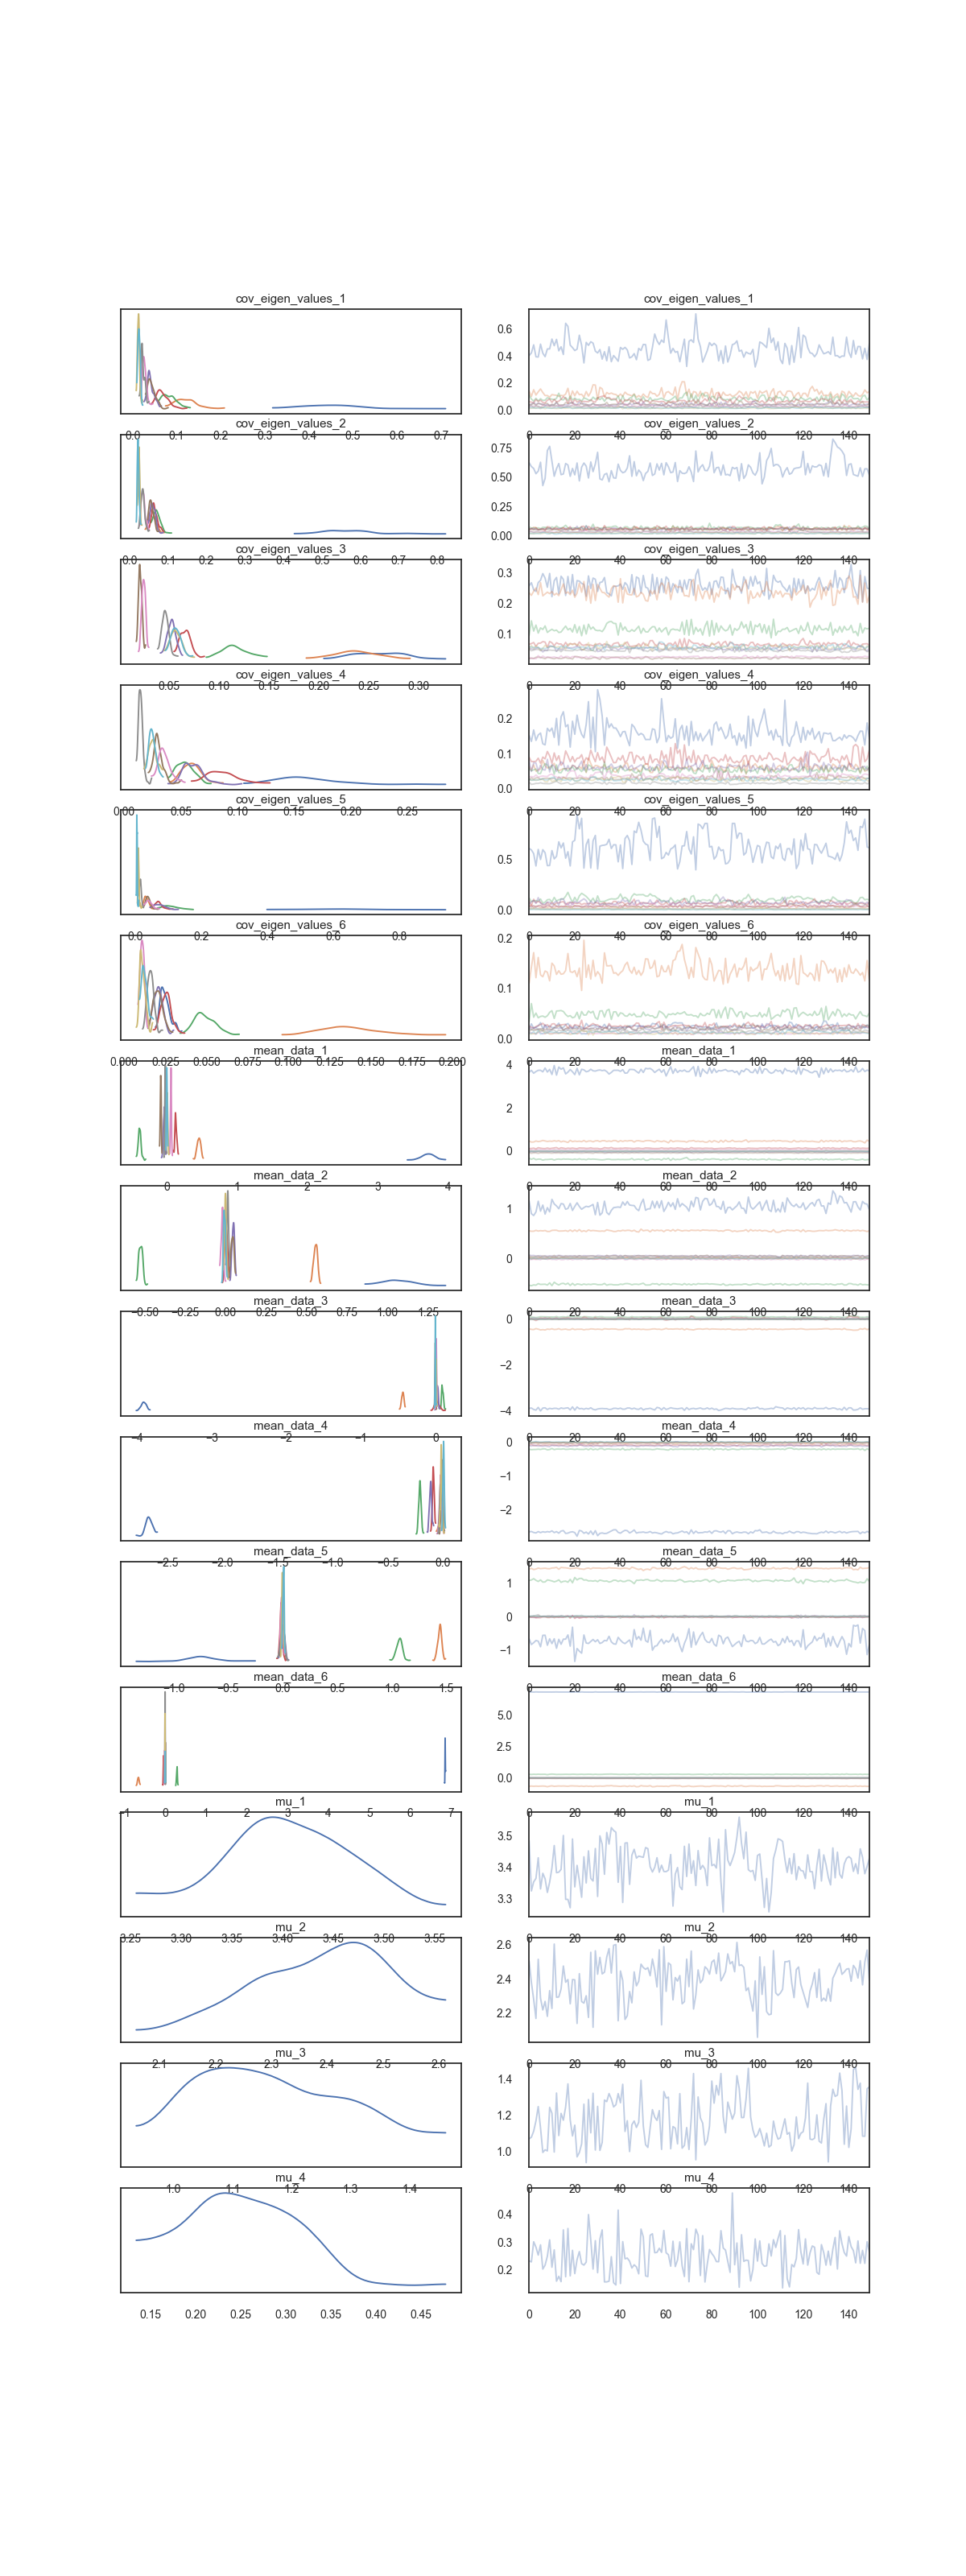 cov_eigen_values_1 cov_eigen_values_1
0.6
0.4
0.2
0.0
0.0 0.1 0.2 0.3 0.4 0.5 0.6 0.7
cov_eigen_values_2 cov_eigen_values_2
0 20 40 60 80 100 120 140
0.75
0.50
0.25
0.00
0.0 0.1 0.2 0.3 0.4 0.5 0.6 0.7 0.8
cov_eigen_values_3 cov_eigen_values_3
0 20 40 60 80 100 120 140
0.3
0.2
0.1
0.05 0.10 0.15 0.20 0.25 0.30
cov_eigen_values_4 cov_eigen_values_4
0 20 40 60 80 100 120 140
0.2
0.1
0.0
0.00 0.05 0.10 0.15 0.20 0.25
cov_eigen_values_5 cov_eigen_values_5
0 20 40 60 80 100 120 140
0.5
0.0
0.0 0.2 0.4 0.6 0.8
cov_eigen_values_6 cov_eigen_values_6
0 20 40 60 80 100 120 140
0.2
0.1
0.0
0.000 0.025 0.050 0.075 0.100 0.125 0.150 0.175 0.200
mean_data_1 mean_data_1
0 20 40 60 80 100 120 140
4
2
0
0 1 2 3 4
mean_data_2 mean_data_2
0 20 40 60 80 100 120 140
1
0
−0.50 −0.25 0.00 0.25 0.50 0.75 1.00 1.25
mean_data_3 mean_data_3
0 20 40 60 80 100 120 140
0
−2
−4
−4 −3 −2 −1 0
mean_data_4 mean_data_4
0 20 40 60 80 100 120 140
0
−1
−2
−2.5 −2.0 −1.5 −1.0 −0.5 0.0
mean_data_5 mean_data_5
0 20 40 60 80 100 120 140
1
0
−1
−1.0 −0.5 0.0 0.5 1.0 1.5
mean_data_6 mean_data_6
0 20 40 60 80 100 120 140
5.0
2.5
0.0
−1 0 1 2 3 4 5 6 7
mu_1 mu_1
0 20 40 60 80 100 120 140
3.5
3.4
3.3
3.25 3.30 3.35 3.40 3.45 3.50 3.55
mu_2 mu_2
0 20 40 60 80 100 120 140
2.6
2.4
2.2
2.1 2.2 2.3 2.4 2.5 2.6
mu_3 mu_3
0 20 40 60 80 100 120 140
1.4
1.2
1.0
1.0 1.1 1.2 1.3 1.4
mu_4 mu_4
0 20 40 60 80 100 120 140
0.4
0.3
0.2
0.15 0.20 0.25 0.30 0.35 0.40 0.45
0 20 40 60 80 100 120 140